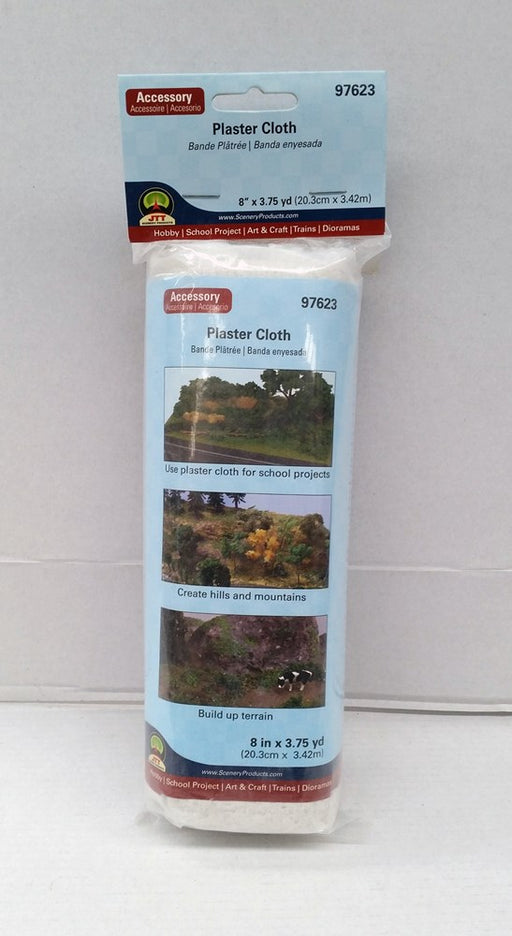 Accessory
Accessoire | Accesorio
97623
Plaster Cloth
Bande Plâtrée | Banda enyesada
8" x 3.75 yd (20.3cm x 3.42m)
JTT
SCENERY PRODUCTS
www.SceneryProducts.com
Hobby | School Project | Art & Craft | Trains | Dioramas
Accessory
Accessoire | Accesorio
97623
Plaster Cloth
Bande Plâtrée | Banda enyesada
Use plaster cloth for school projects
Create hills and mountains
Build up terrain
8 in x 3.75 yd
(20.3cm x 3.42m)
JTT
www.SceneryProducts.com
Hobby | School Project | Art & Craft | Trains | Dioramas